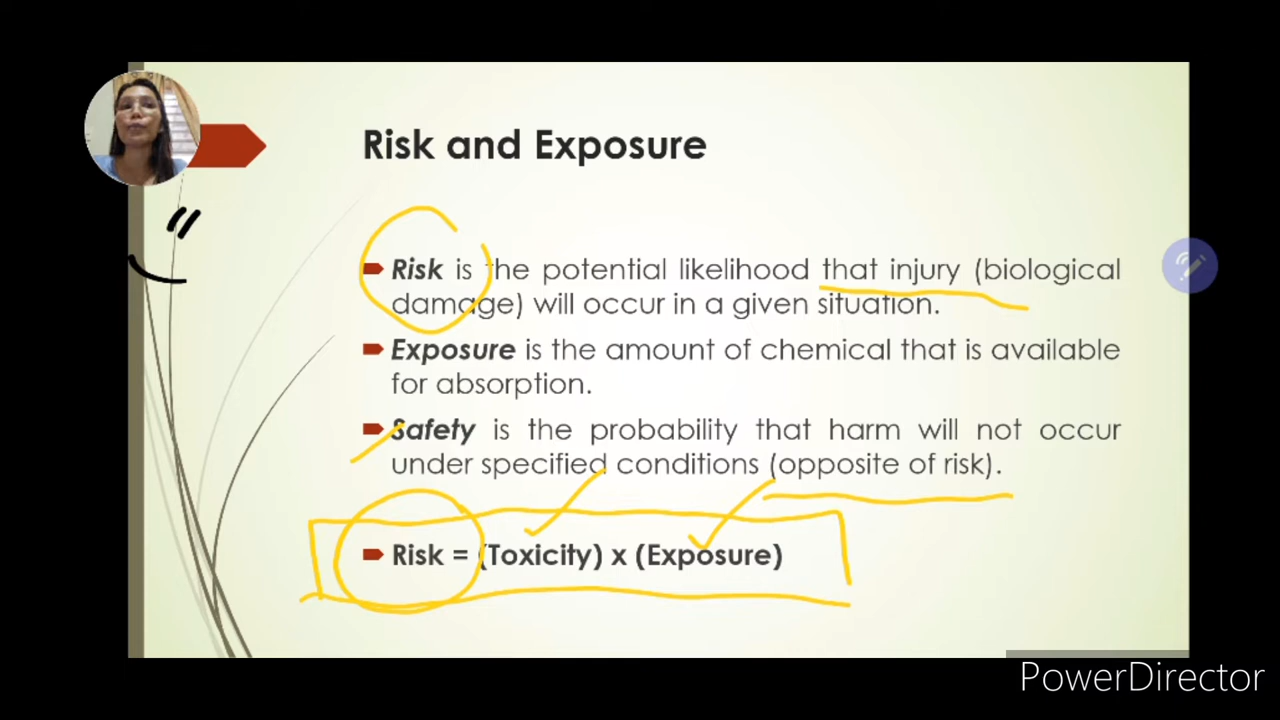 Risk and Exposure
Risk is the potential likelihood that injury (biological
damage) will occur in a given situation.
Exposure is the amount of chemical that is available
for absorption.
Safety is the probability that harm will not occur
under specified conditions (opposite of risk).
Risk = (Toxicity) x (Exposure)
PowerDirector